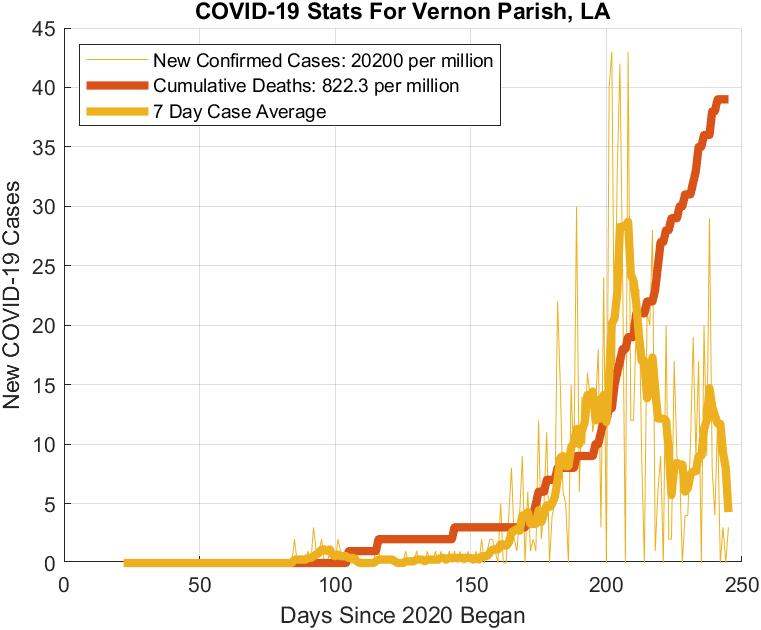 COVID-19 Stats For Vernon Parish, LA
New Confirmed Cases: 20200 per million
Cumulative Deaths: 822.3 per million
7 Day Case Average
New COVID-19 Cases
45
40
35
30
25
20
15
10
5
0
0 50 100 150 200 250
Days Since 2020 Began